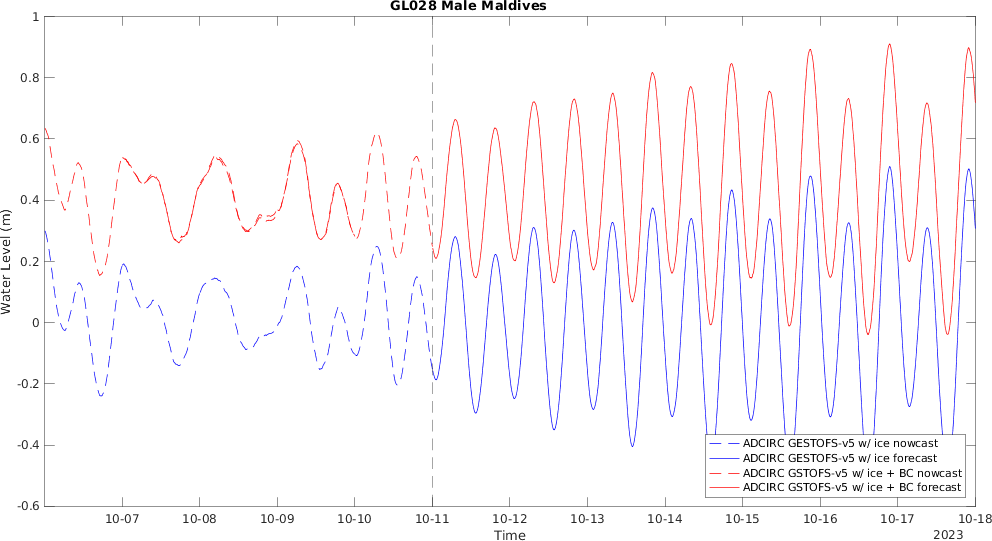 GL028 Male Maldives
Water Level (m)
1
0.8
0.6
0.4
0.2
0
-0.2
-0.4
-0.6
ADCIRC GESTOFS-v5 w/ ice nowcast
ADCIRC GESTOFS-v5 w/ ice forecast
ADCIRC GSTOFS-v5 w/ ice + BC nowcast
ADCIRC GSTOFS-v5 w/ ice + BC forecast
10-07 10-08 10-09 10-10 10-11 10-12 10-13 10-14 10-15 10-16 10-17 10-18
Time
2023